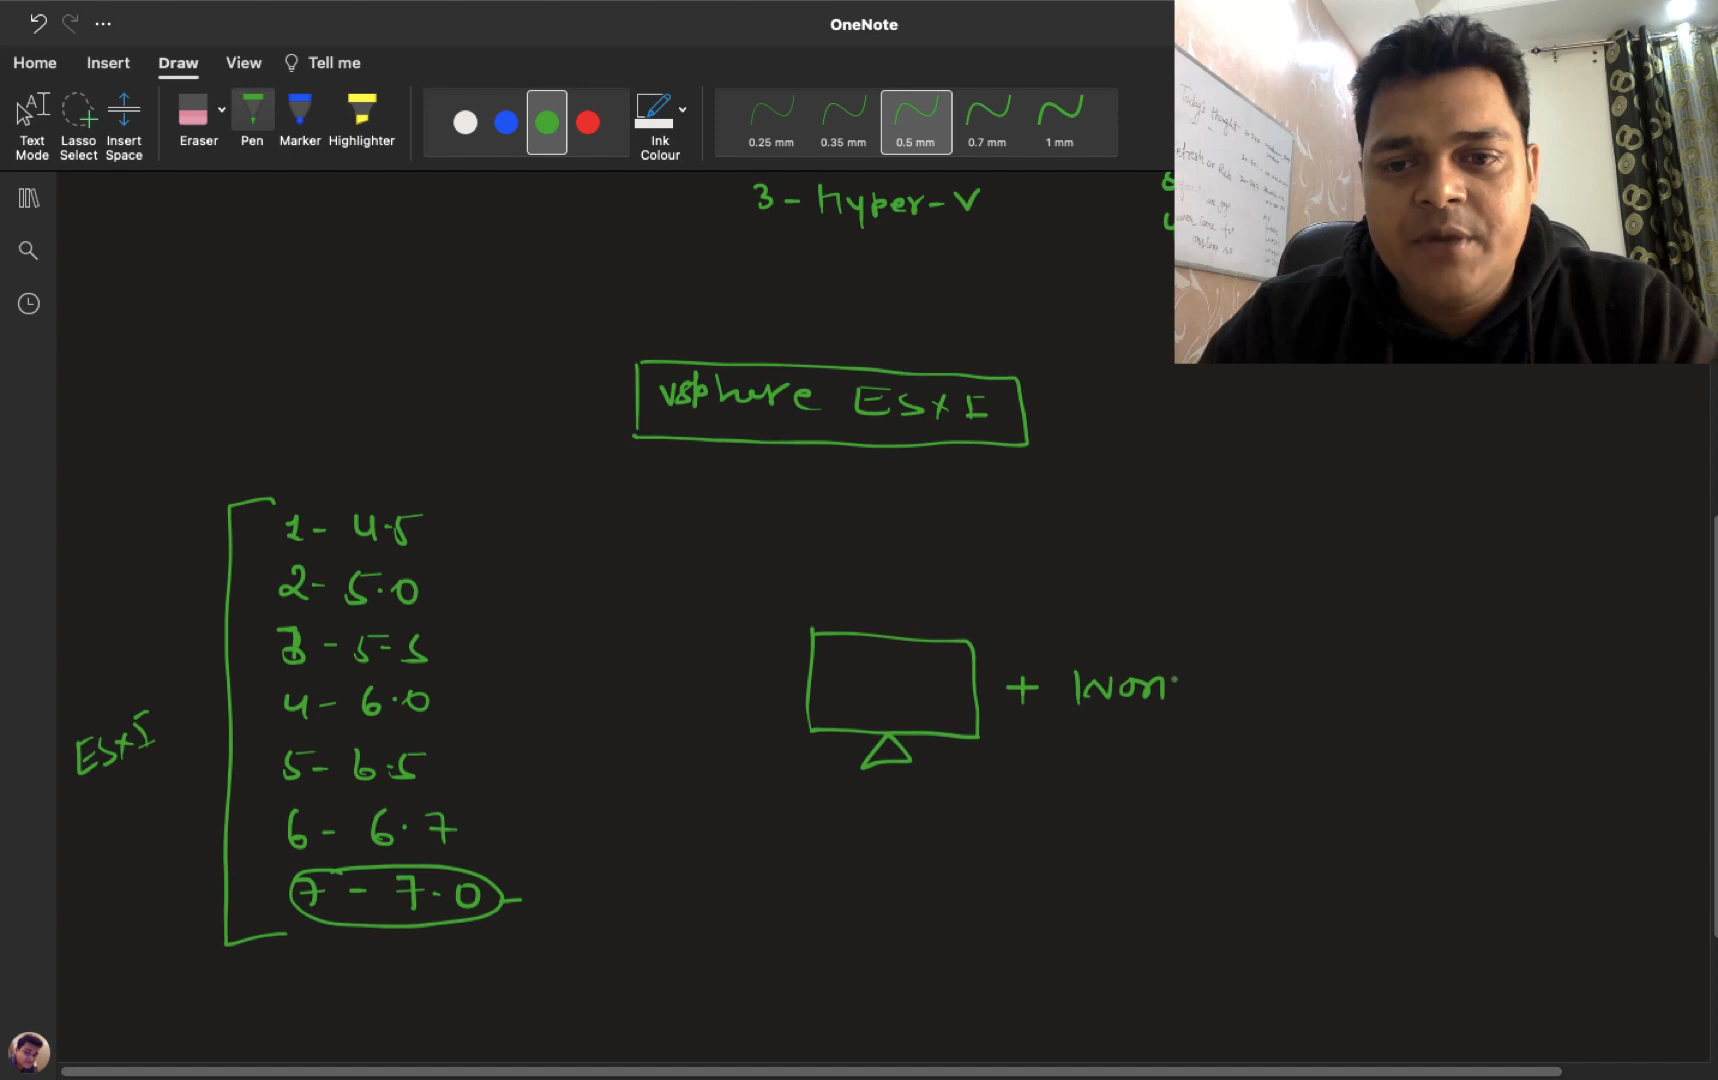 OneNote
Home Insert Draw View Tell me
Text Mode
Lasso Select
Insert Space
Eraser
Pen
Marker
Highlighter
Ink Colour
0.25 mm
0.35 mm
0.5 mm
0.7 mm
1 mm
3 - Hyper-V
Today's thought
vsphere ESXI
1 - 4.5
2 - 5.0
3 - 5-5
4 - 6.0
5 - 6.5
6 - 6.7
7 - 7.0
ESXI
+